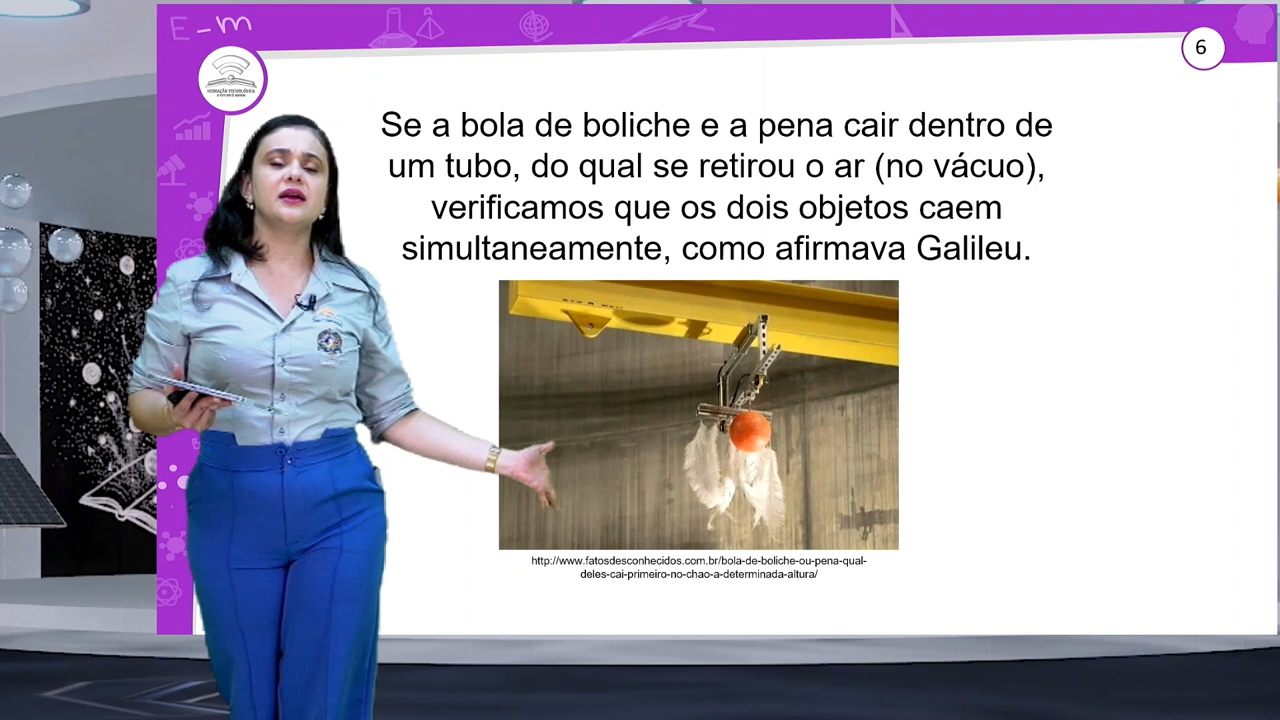 E=m
6
MEDIAÇÃO TECNOLÓGICA
Se a bola de boliche e a pena cair dentro de
um tubo, do qual se retirou o ar (no vácuo),
verificamos que os dois objetos caem
simultaneamente, como afirmava Galileu.
http://www.fatosdesconhecidos.com.br/bola-de-boliche-ou-pena-qual-
deles-cai-primeiro-no-chao-a-determinada-altura/